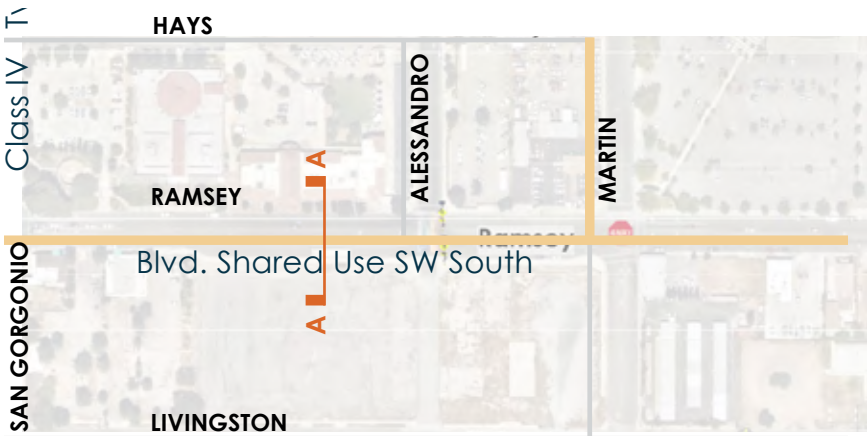 HAYS
Class IV
ALESSANDRO
MARTIN
A
RAMSEY
Ramsey
Blvd. Shared Use SW South
A
SAN GORGONIO
LIVINGSTON